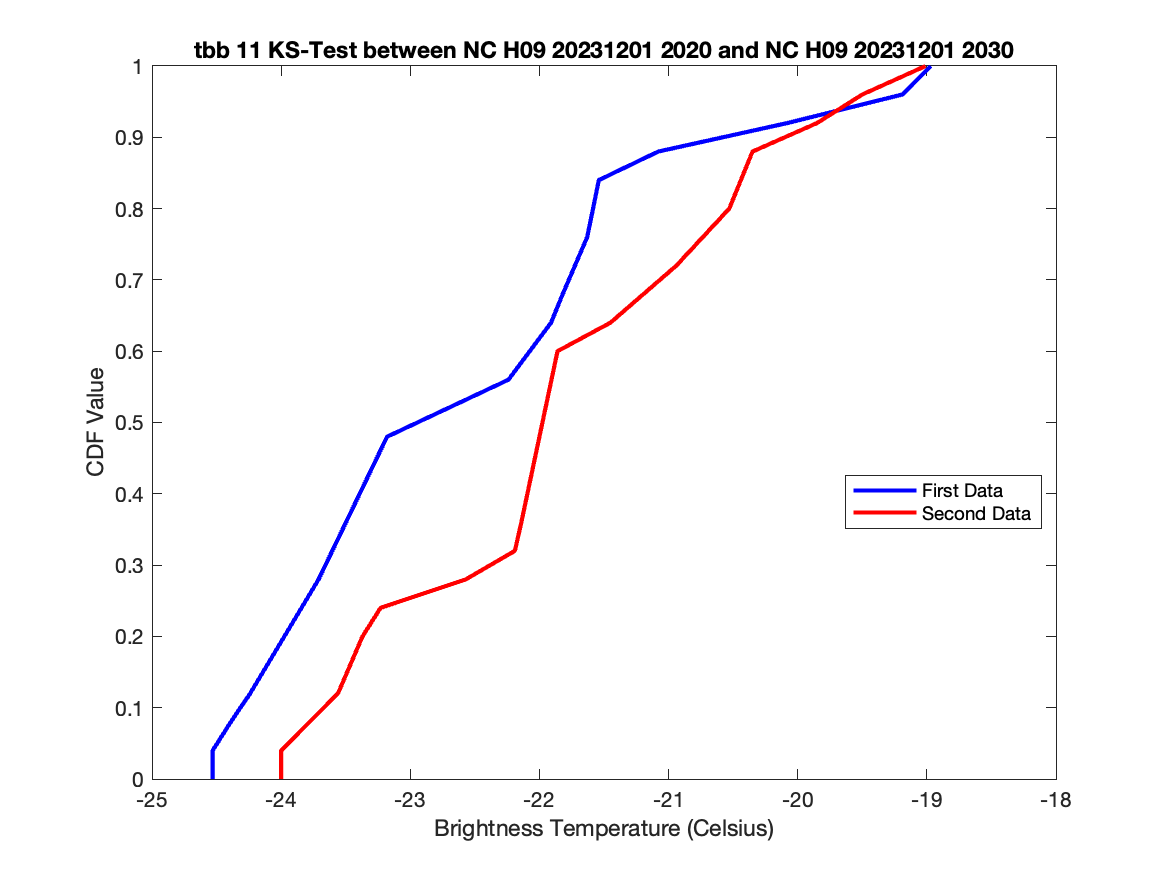 tbb 11 KS-Test between NC H09 20231201 2020 and NC H09 20231201 2030
1
0.9
0.8
0.7
0.6
0.5
0.4
0.3
0.2
0.1
0
CDF Value
First Data
Second Data
-25 -24 -23 -22 -21 -20 -19 -18
Brightness Temperature (Celsius)